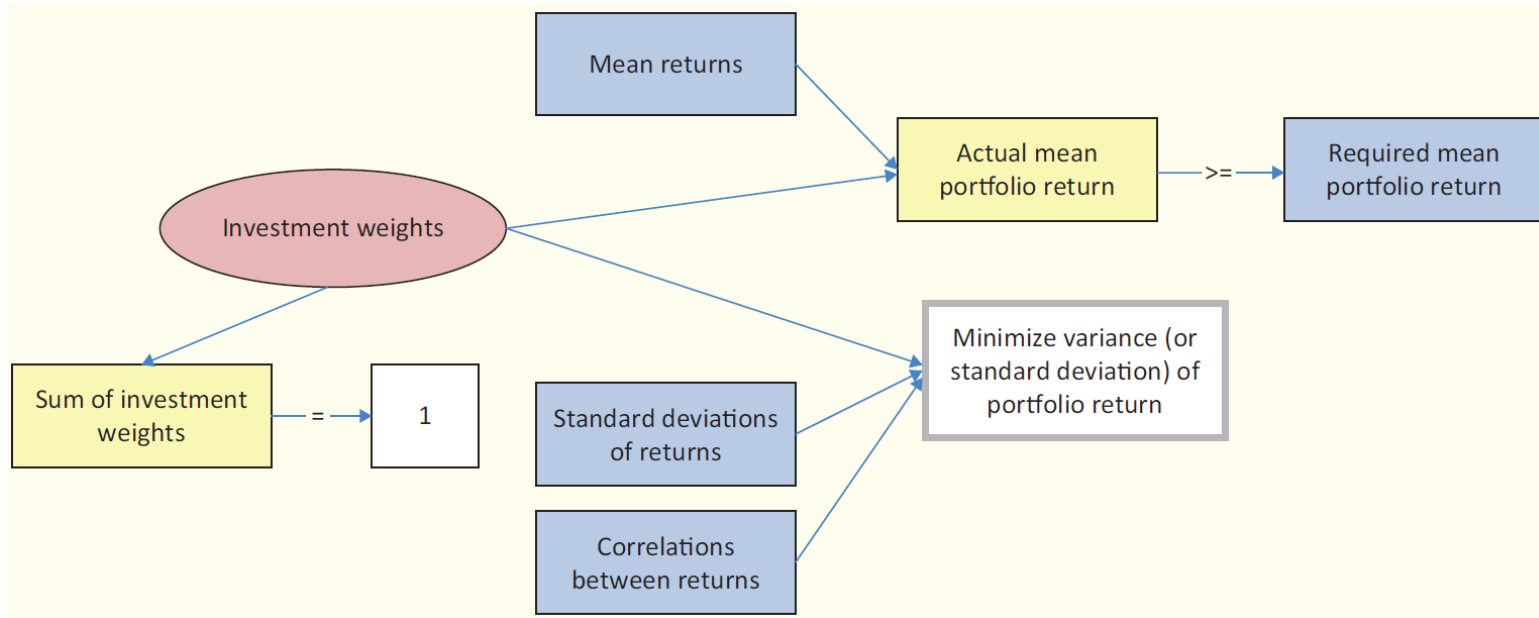 Mean returns
Actual mean
portfolio return
>=
Required mean
portfolio return
Investment weights
Minimize variance (or
standard deviation) of
portfolio return
Sum of investment
weights
=
1
Standard deviations
of returns
Correlations
between returns